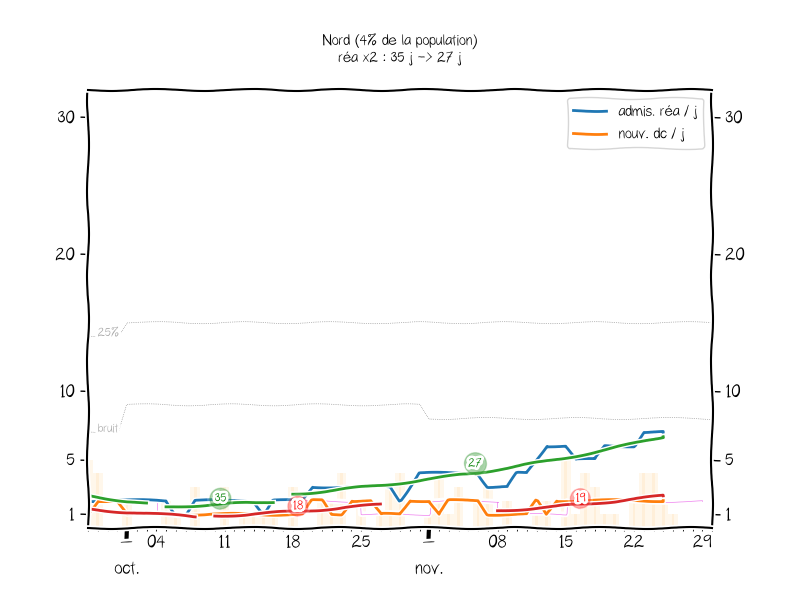 Nord (4% de la population)
réa x2 : 35 j -> 27 j
30 30
admis. réa / j
nouv. dc / j
20 20
25%
10 10
bruit
5 5
27
35
18
19
1 1
04 11 18 25 08 15 22 29
oct. nov.